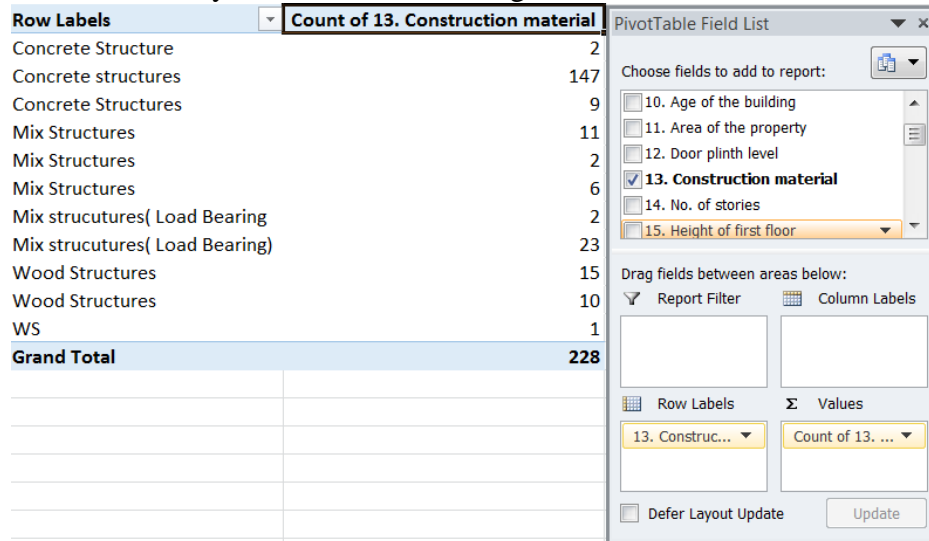 Row Labels Count of 13. Construction material
Concrete Structure 2
Concrete structures 147
Concrete Structures 9
Mix Structures 11
Mix Structures 2
Mix Structures 6
Mix strucutures( Load Bearing 2
Mix strucutures( Load Bearing) 23
Wood Structures 15
Wood Structures 10
WS 1
Grand Total 228
PivotTable Field List
Choose fields to add to report:
10. Age of the building
11. Area of the property
12. Door plinth level
13. Construction material
14. No. of stories
15. Height of first floor
Drag fields between areas below:
Report Filter Column Labels
Row Labels Σ Values
13. Construc... Count of 13. ...
Defer Layout Update Update